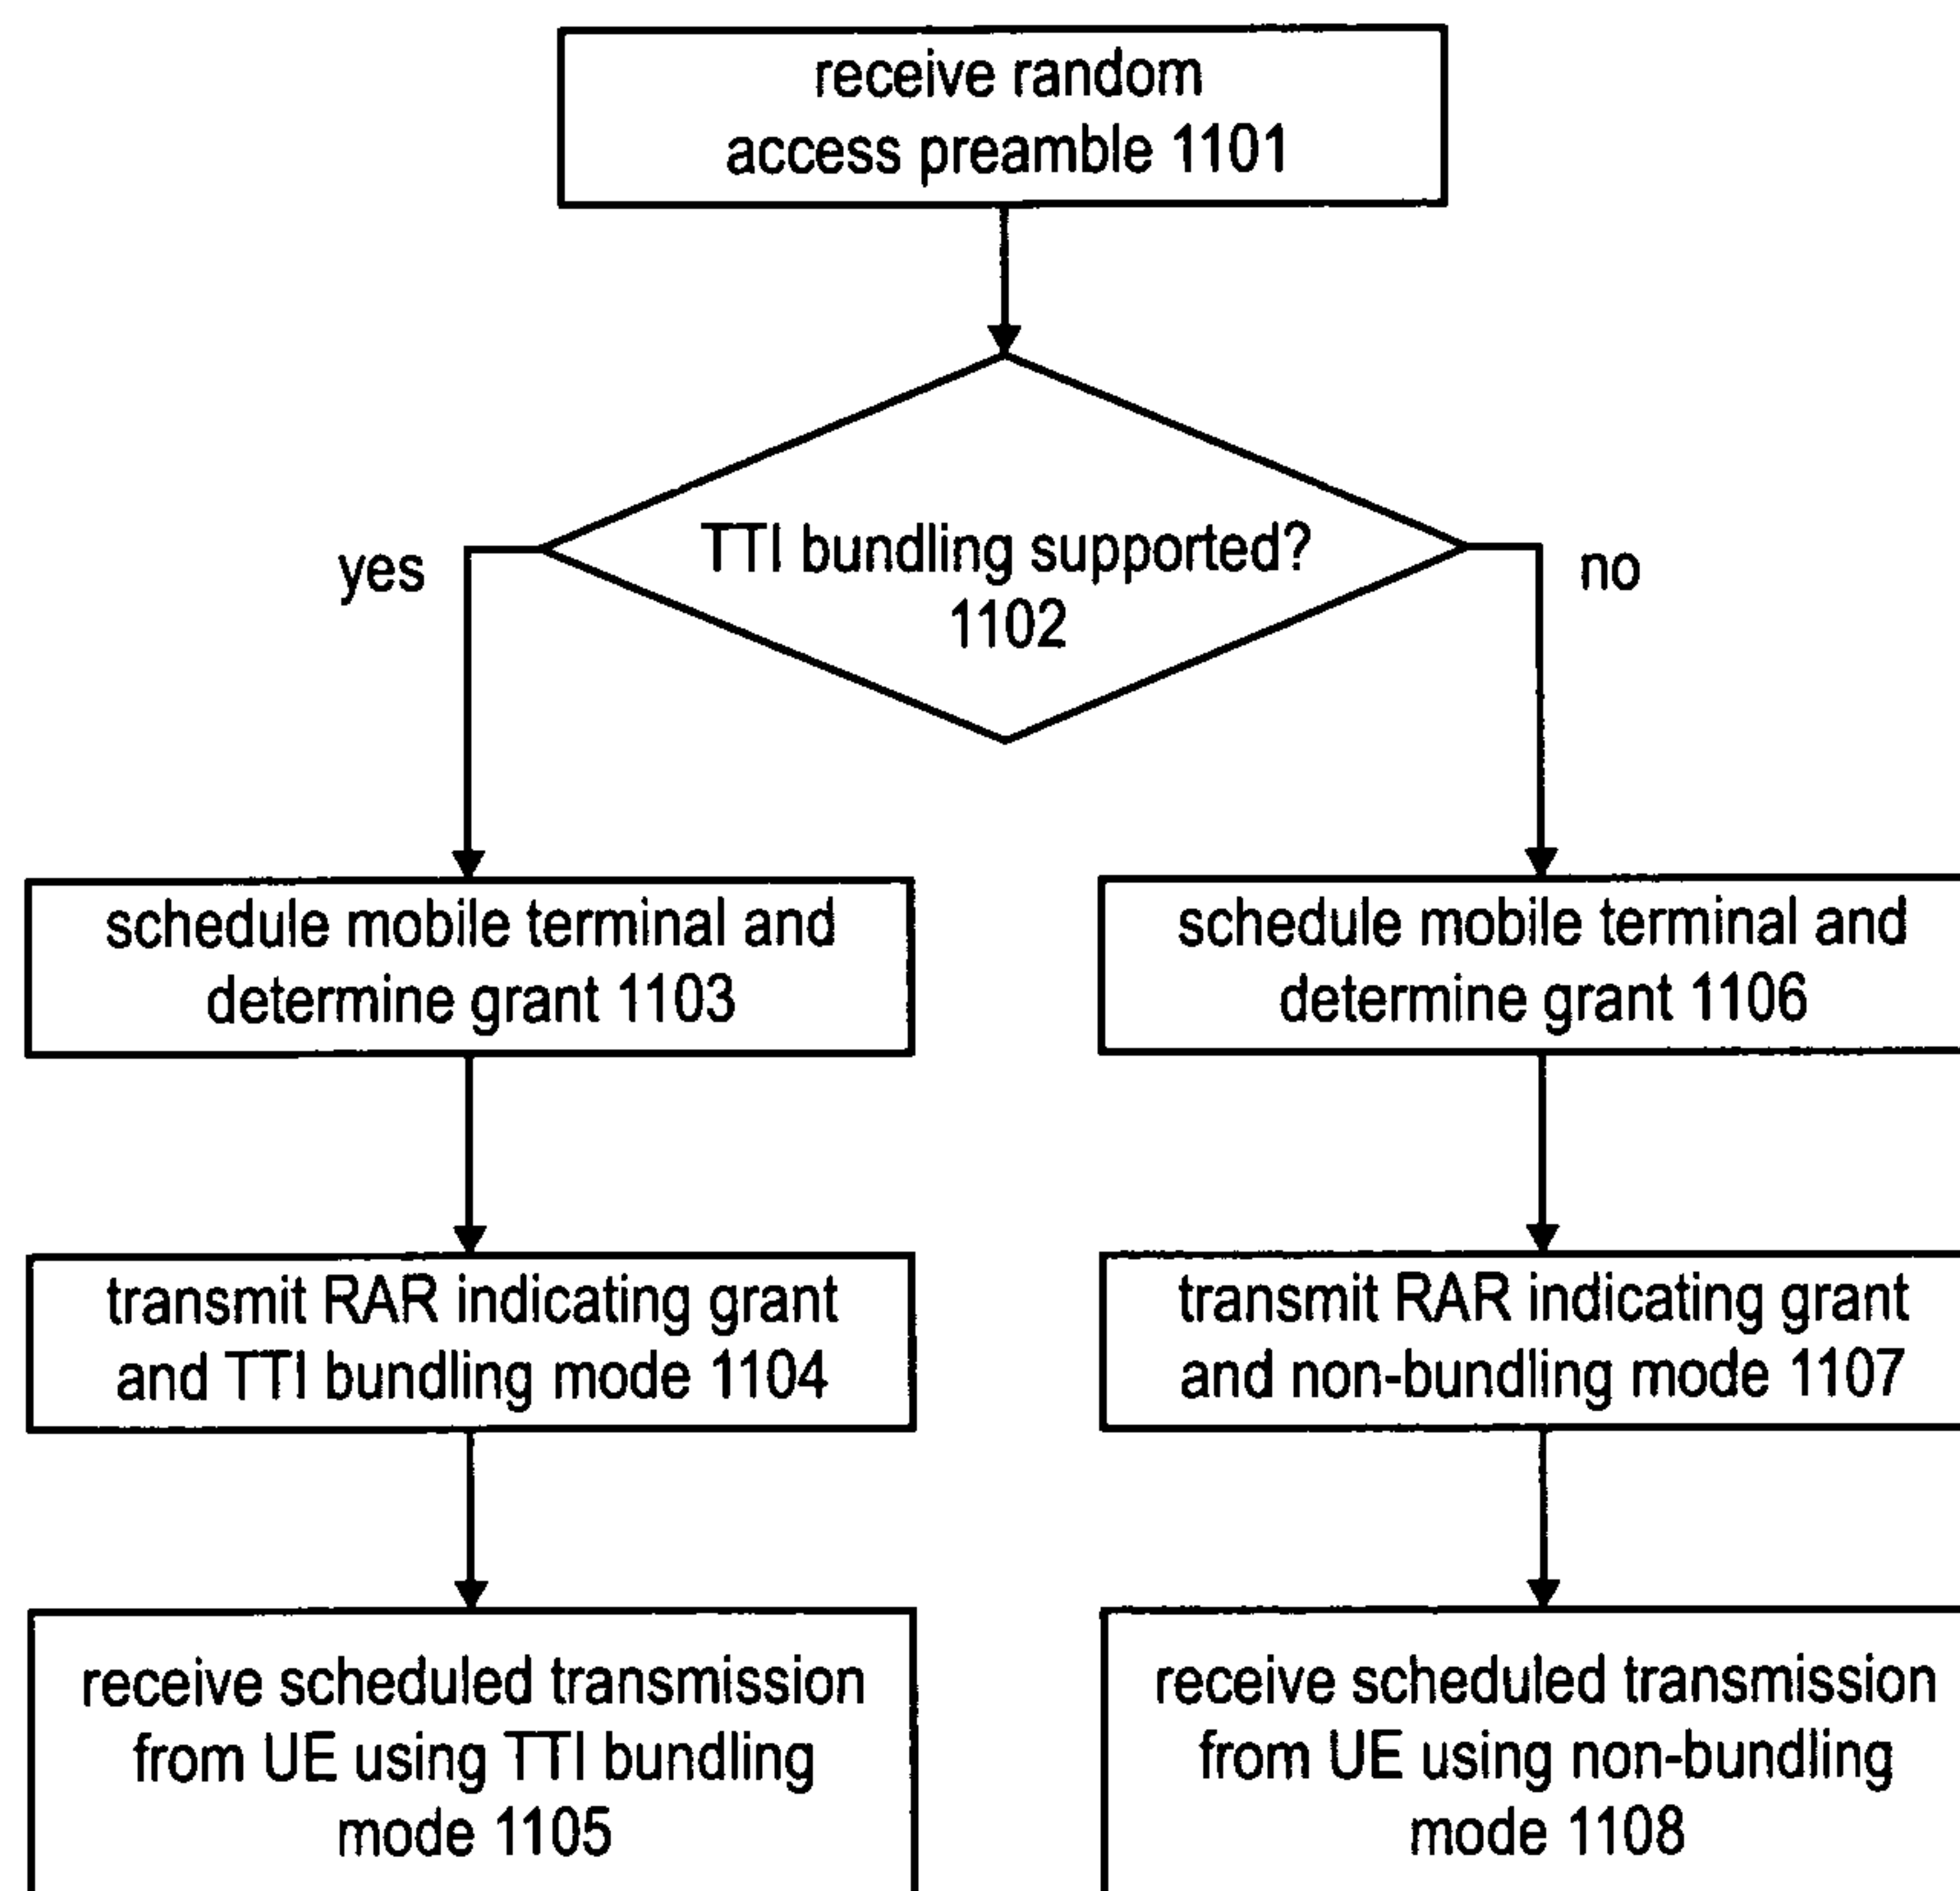 receive random
access preamble 1101
TTI bundling supported?
1102
yes
no
schedule mobile terminal and
determine grant 1103
schedule mobile terminal and
determine grant 1106
transmit RAR indicating grant
and TTI bundling mode 1104
transmit RAR indicating grant
and non-bundling mode 1107
receive scheduled transmission
from UE using TTI bundling
mode 1105
receive scheduled transmission
from UE using non-bundling
mode 1108